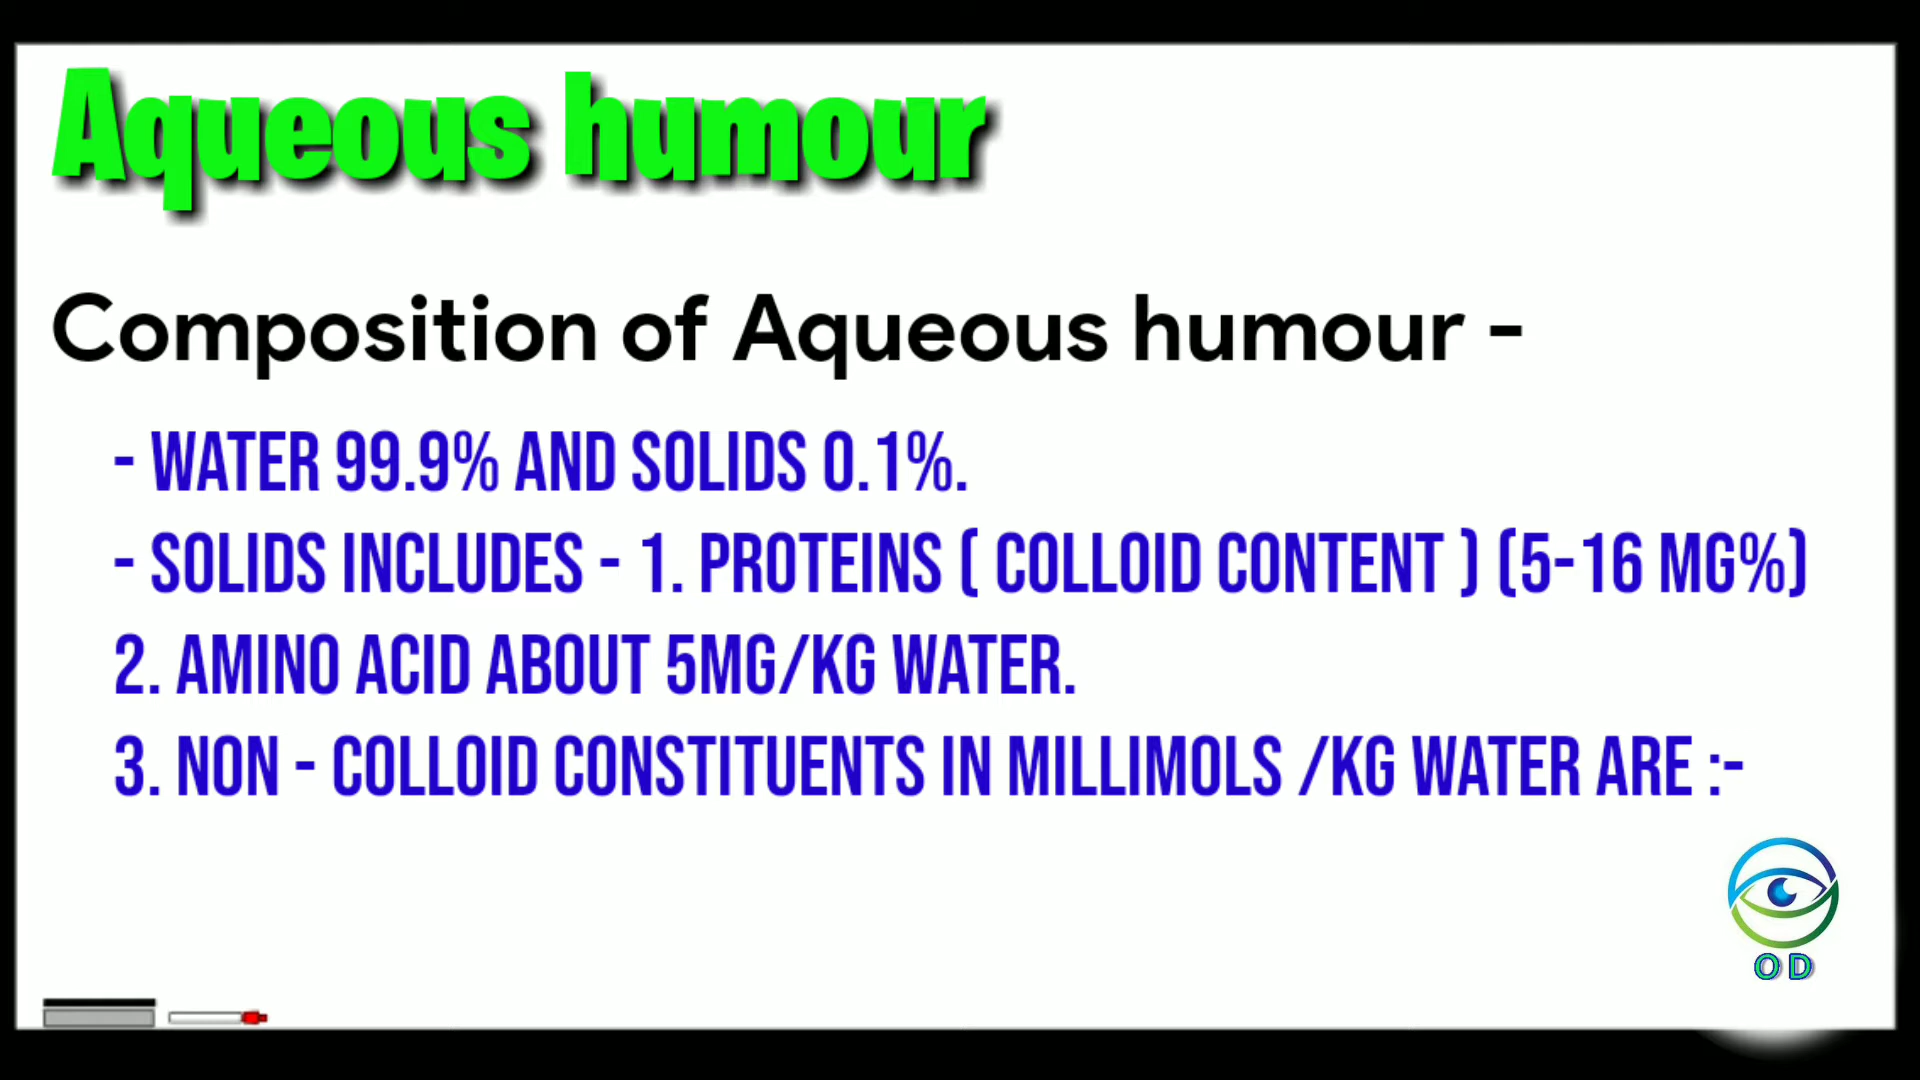 Aqueous humour
Composition of Aqueous humour -
- WATER 99.9% AND SOLIDS 0.1%.
- SOLIDS INCLUDES - 1. PROTEINS ( COLLOID CONTENT ) (5-16 MG%)
2. AMINO ACID ABOUT 5MG/KG WATER.
3. NON - COLLOID CONSTITUENTS IN MILLIMOLS /KG WATER ARE :-
O D